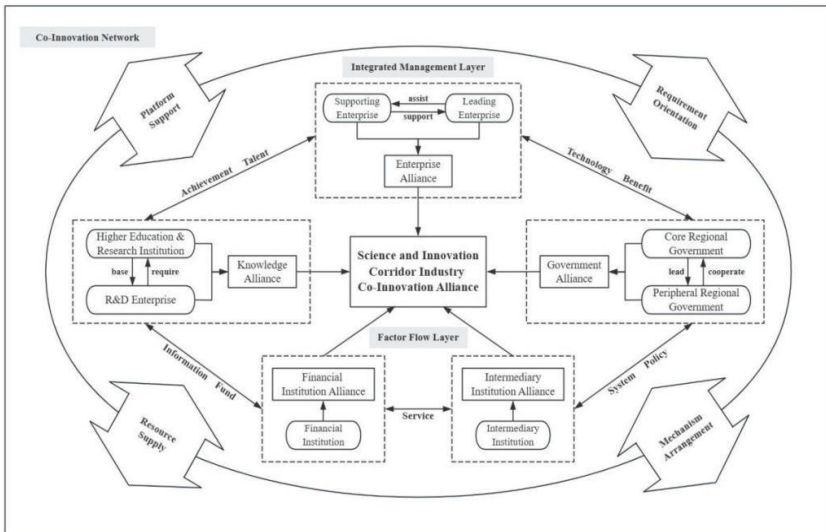 Co-Innovation Network
Integrated Management Layer
Platform
Support
Requirement
Orientation
Supporting
Enterprise
assist
support
Leading
Enterprise
Enterprise
Alliance
Achievement Talent
Technology Benefit
Higher Education &
Research Institution
base
require
R&D Enterprise
Knowledge
Alliance
Science and Innovation
Corridor Industry
Co-Innovation Alliance
Government
Alliance
Core Regional
Government
lead
cooperate
Peripheral Regional
Government
Factor Flow Layer
Information Fund
System Policy
Financial
Institution Alliance
Financial
Institution
Service
Intermediary
Institution Alliance
Intermediary
Institution
Resource
Supply
Mechanism
Arrangement